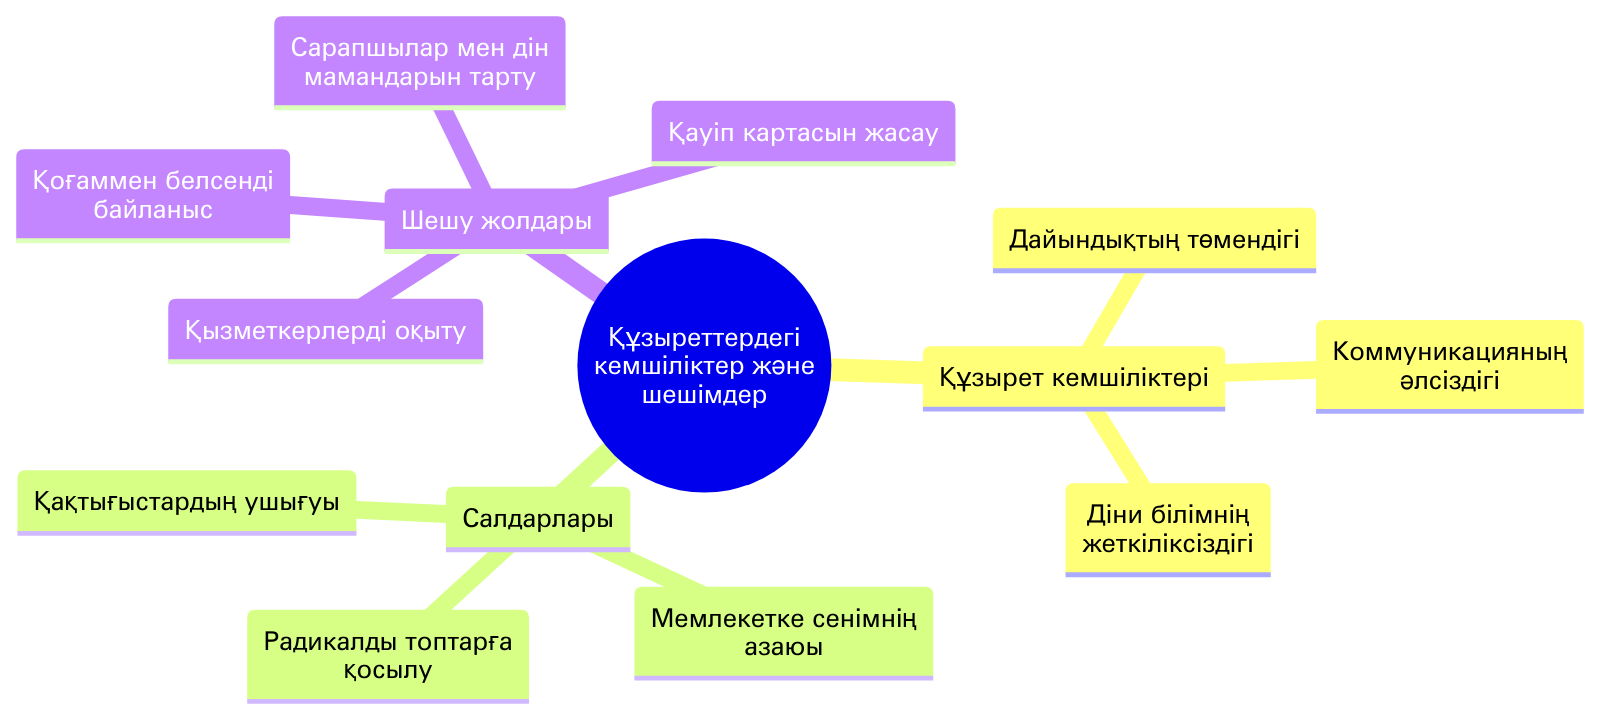 Сарапшылар мен дін
мамандарын тарту
Қауіп картасын жасау
Қоғаммен белсенді
байланыс
Шешу жолдары
Қызметкерлерді оқыту
Құзыреттердегі
кемшіліктер және
шешімдер
Дайындықтың төмендігі
Құзырет кемшіліктері
Коммуникацияның
әлсіздігі
Діни білімнің
жеткіліксіздігі
Қақтығыстардың ушығуы
Салдарлары
Радикалды топтарға
қосылу
Мемлекетке сенімнің
азаюы